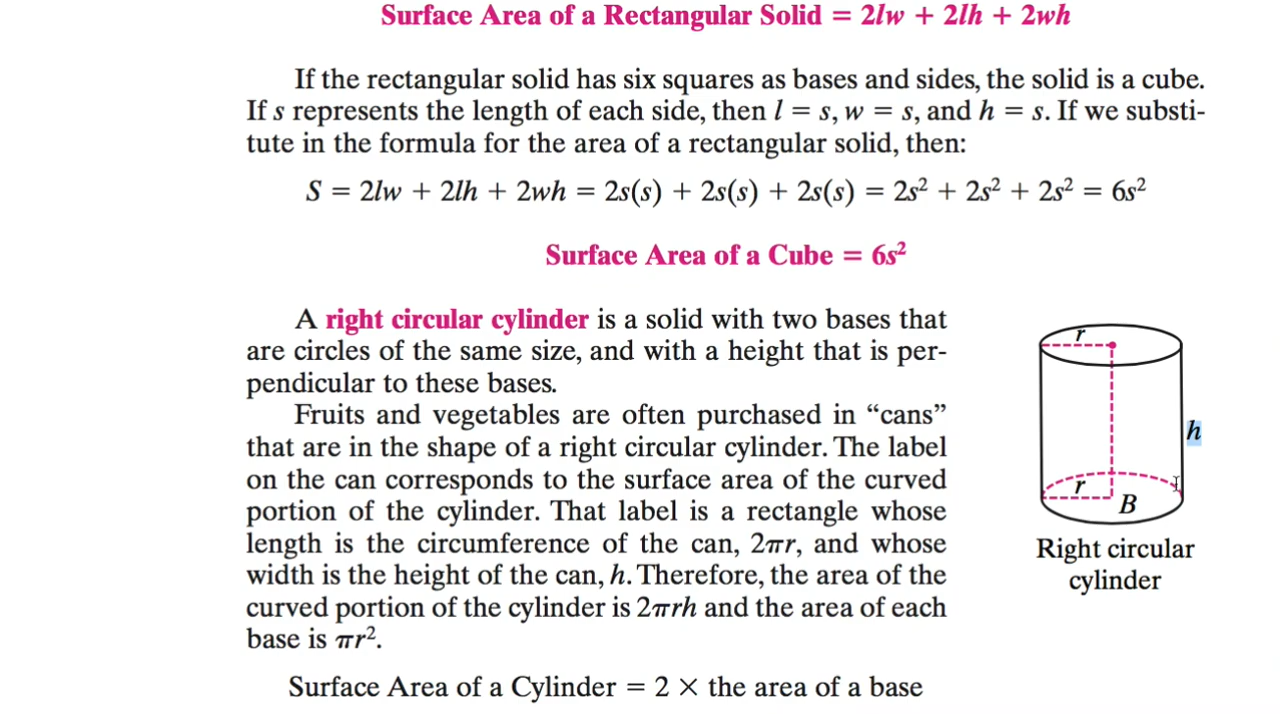 Surface Area of a Rectangular Solid = 2lw + 2lh + 2wh
If the rectangular solid has six squares as bases and sides, the solid is a cube.
If s represents the length of each side, then l = s, w = s, and h = s. If we substi-
tute in the formula for the area of a rectangular solid, then:
S = 2lw + 2lh + 2wh = 2s(s) + 2s(s) + 2s(s) = 2s² + 2s² + 2s² = 6s²
Surface Area of a Cube = 6s²
A right circular cylinder is a solid with two bases that
are circles of the same size, and with a height that is per-
pendicular to these bases.
Fruits and vegetables are often purchased in “cans”
that are in the shape of a right circular cylinder. The label
on the can corresponds to the surface area of the curved
portion of the cylinder. That label is a rectangle whose
length is the circumference of the can, 2πr, and whose
width is the height of the can, h. Therefore, the area of the
curved portion of the cylinder is 2πrh and the area of each
base is πr².
Surface Area of a Cylinder = 2 × the area of a base
r
h
r
B
Right circular
cylinder